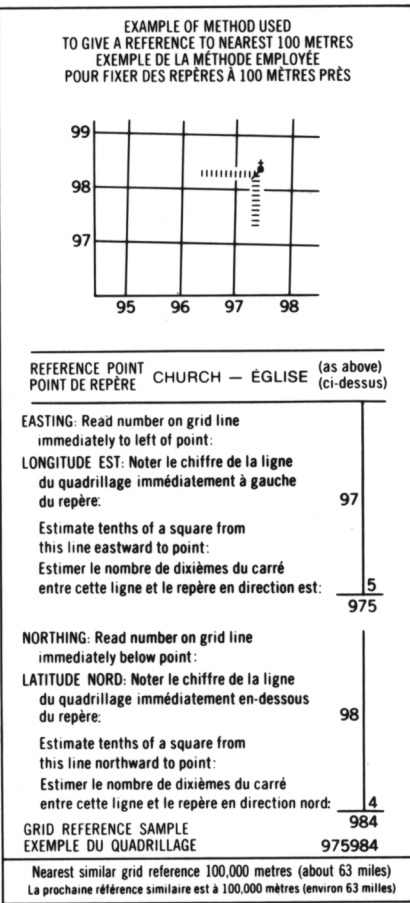 EXAMPLE OF METHOD USED
TO GIVE A REFERENCE TO NEAREST 100 METRES
EXEMPLE DE LA MÉTHODE EMPLOYÉE
POUR FIXER DES REPÈRES À 100 MÈTRES PRÈS
99
98
97
95 96 97 98
REFERENCE POINT
POINT DE REPÈRE
CHURCH — ÉGLISE
(as above)
(ci-dessus)
EASTING: Read number on grid line
immediately to left of point:
LONGITUDE EST: Noter le chiffre de la ligne
du quadrillage immédiatement à gauche
du repère: 97
Estimate tenths of a square from
this line eastward to point:
Estimer le nombre de dixièmes du carré
entre cette ligne et le repère en direction est: 5
975
NORTHING: Read number on grid line
immediately below point:
LATITUDE NORD: Noter le chiffre de la ligne
du quadrillage immédiatement en-dessous
du repère: 98
Estimate tenths of a square from
this line northward to point:
Estimer le nombre de dixièmes du carré
entre cette ligne et le repère en direction nord: 4
984
GRID REFERENCE SAMPLE
EXEMPLE DU QUADRILLAGE 975984
Nearest similar grid reference 100,000 metres (about 63 miles)
La prochaine référence similaire est à 100,000 mètres (environ 63 milles)